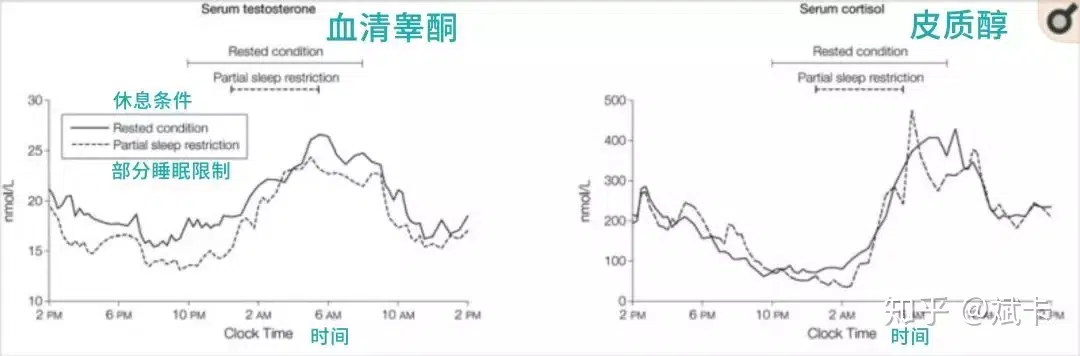 Serum testosterone
血清睾酮
Rested condition
Partial sleep restriction
30
25
20
15
10
nmol/L
休息条件
Rested condition
Partial sleep restriction
部分睡眠限制
2 PM
6 PM
10 PM
2 AM
6 AM
10 AM
2 PM
Clock Time
时间
Serum cortisol
皮质醇
Rested condition
Partial sleep restriction
500
400
300
200
100
0
nmol/L
2 PM
6 PM
10 PM
2 AM
AM
PM
Clock Time
时间
知乎 @斌卡